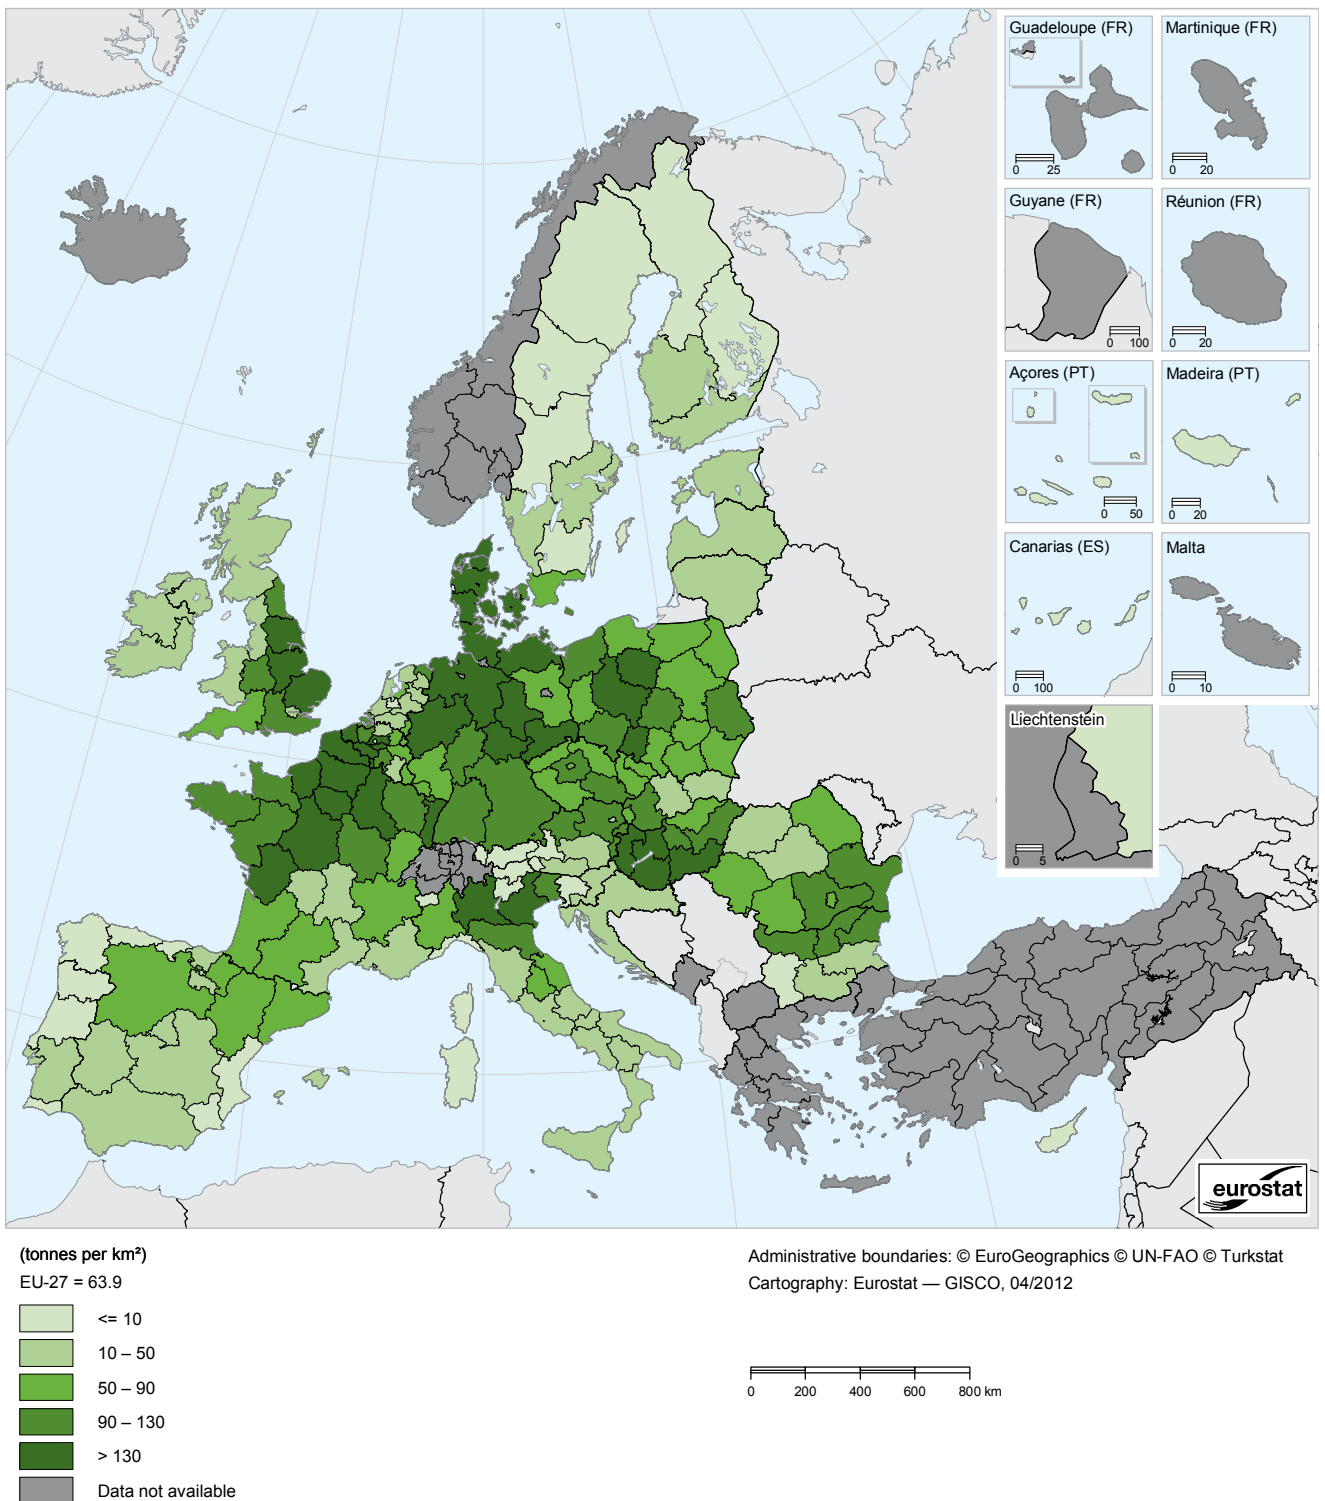 Guadeloupe (FR)
0 25
Martinique (FR)
0 20
Guyane (FR)
0 100
Réunion (FR)
0 20
Açores (PT)
0 50
Madeira (PT)
0 20
Canarias (ES)
0 100
Malta
0 10
Liechtenstein
0 5
eurostat
(tonnes per km²)
EU-27 = 63.9
<= 10
10 – 50
50 – 90
90 – 130
> 130
Data not available
Administrative boundaries: © EuroGeographics © UN-FAO © Turkstat
Cartography: Eurostat — GISCO, 04/2012
0 200 400 600 800 km